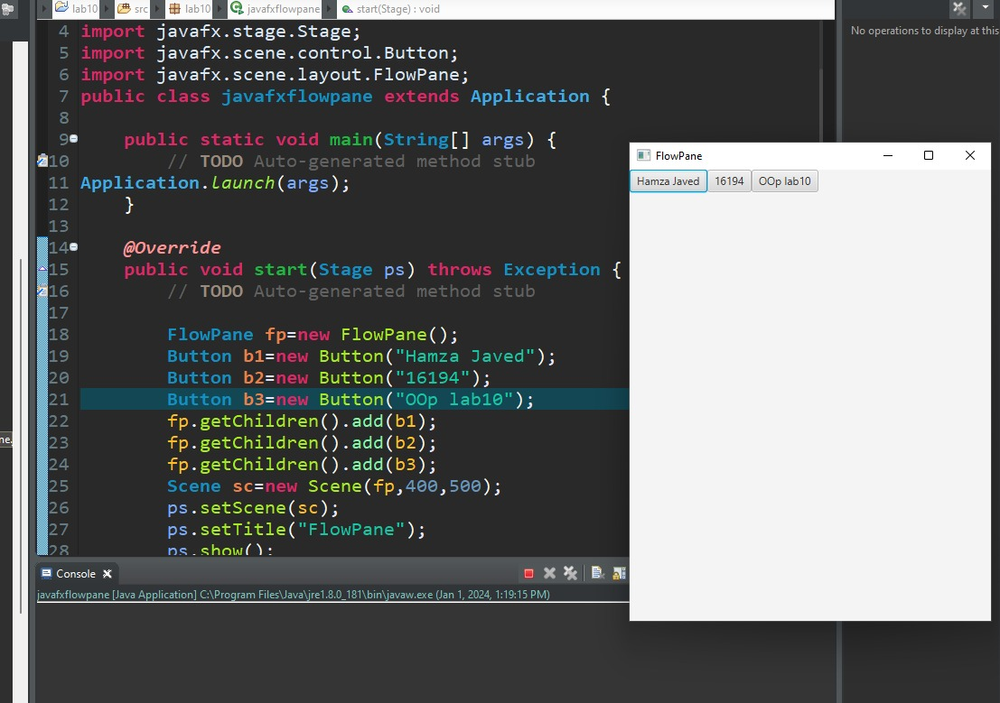 lab10 src lab10 javafxflowpane start(Stage) : void
4 import javafx.stage.Stage;
5 import javafx.scene.control.Button;
6 import javafx.scene.layout.FlowPane;
7 public class javafxflowpane extends Application {
8
9 public static void main(String[] args) {
10 // TODO Auto-generated method stub
11 Application.launch(args);
12 }
13
14 @Override
15 public void start(Stage ps) throws Exception {
16 // TODO Auto-generated method stub
17
18 FlowPane fp=new FlowPane();
19 Button b1=new Button("Hamza Javed");
20 Button b2=new Button("16194");
21 Button b3=new Button("OOp lab10");
22 fp.getChildren().add(b1);
23 fp.getChildren().add(b2);
24 fp.getChildren().add(b3);
25 Scene sc=new Scene(fp,400,500);
26 ps.setScene(sc);
27 ps.setTitle("FlowPane");
28 ps.show();
Console
javafxflowpane [Java Application] C:\Program Files\Java\jre1.8.0_181\bin\javaw.exe (Jan 1, 2024, 1:19:15 PM)
No operations to display at this
FlowPane
Hamza Javed 16194 OOp lab10